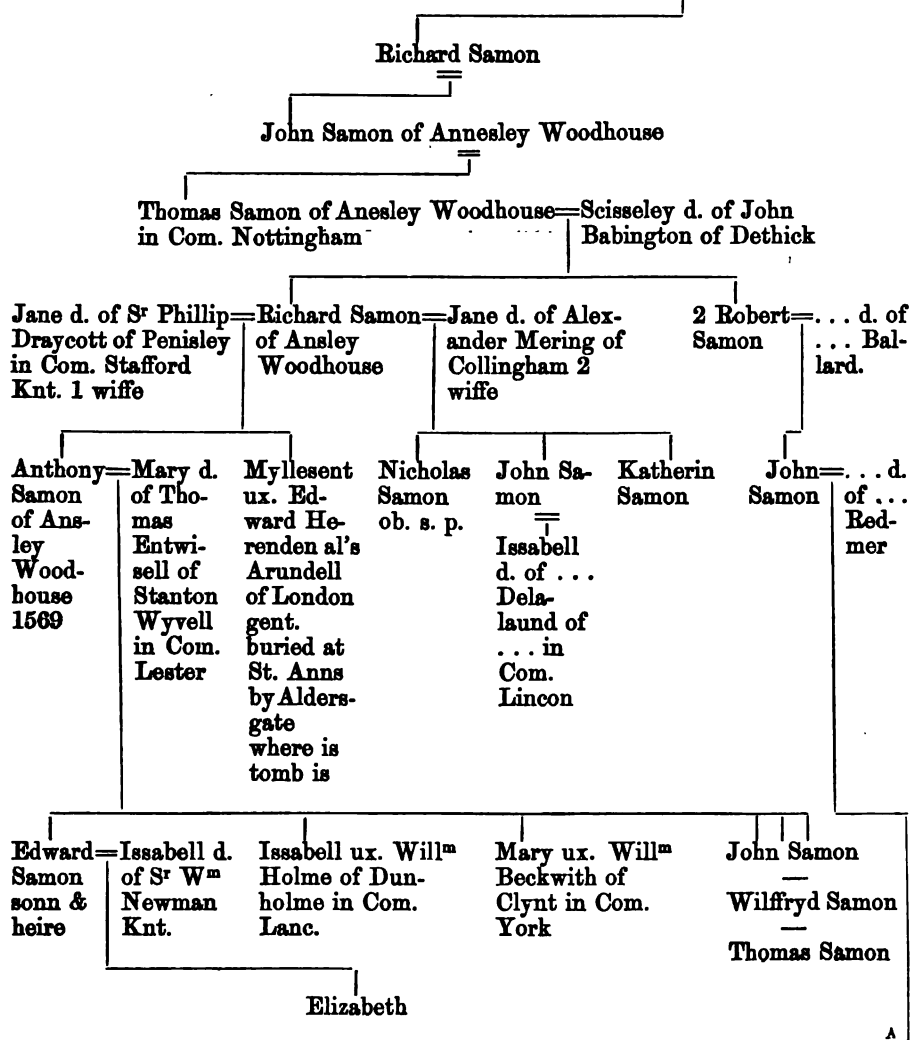 Richard Samon
=
John Samon of Annesley Woodhouse
=
Thomas Samon of Anesley Woodhouse=Scisseley d. of John
in Com. Nottingham
Babington of Dethick
Jane d. of Sʳ Phillip=
Draycott of Penisley
in Com. Stafford
Knt. 1 wiffe
Richard Samon=
of Ansley
Woodhouse
Jane d. of Alex-
ander Mering of
Collingham 2
wiffe
2 Robert=
Samon
. . . d. of
. . . Bal-
lard.
Anthony=
Samon
of Ans-
ley
Wood-
house
1569
Mary d.
of Tho-
mas
Entwi-
sell of
Stanton
Wyvell
in Com.
Lester
Myllesent
ux. Ed-
ward He-
renden al's
Arundell
of London
gent.
buried at
St. Anns
by Alders-
gate
where is
tomb is
Nicholas
Samon
ob. s. p.
John Sa-
mon
=
Issabell
d. of . . .
Dela-
laund of
. . . in
Com.
Lincon
Katherin
Samon
John=
Samon
. . . d.
of . . .
Red-
mer
Edward=
Samon
sonn &
heire
Issabell d.
of Sʳ Wᵐ
Newman
Knt.
Issabell ux. Willᵐ
Holme of Dun-
holme in Com.
Lanc.
Mary ux. Willᵐ
Beckwith of
Clynt in Com.
York
John Samon
—
Wilffryd Samon
—
Thomas Samon
Elizabeth
A